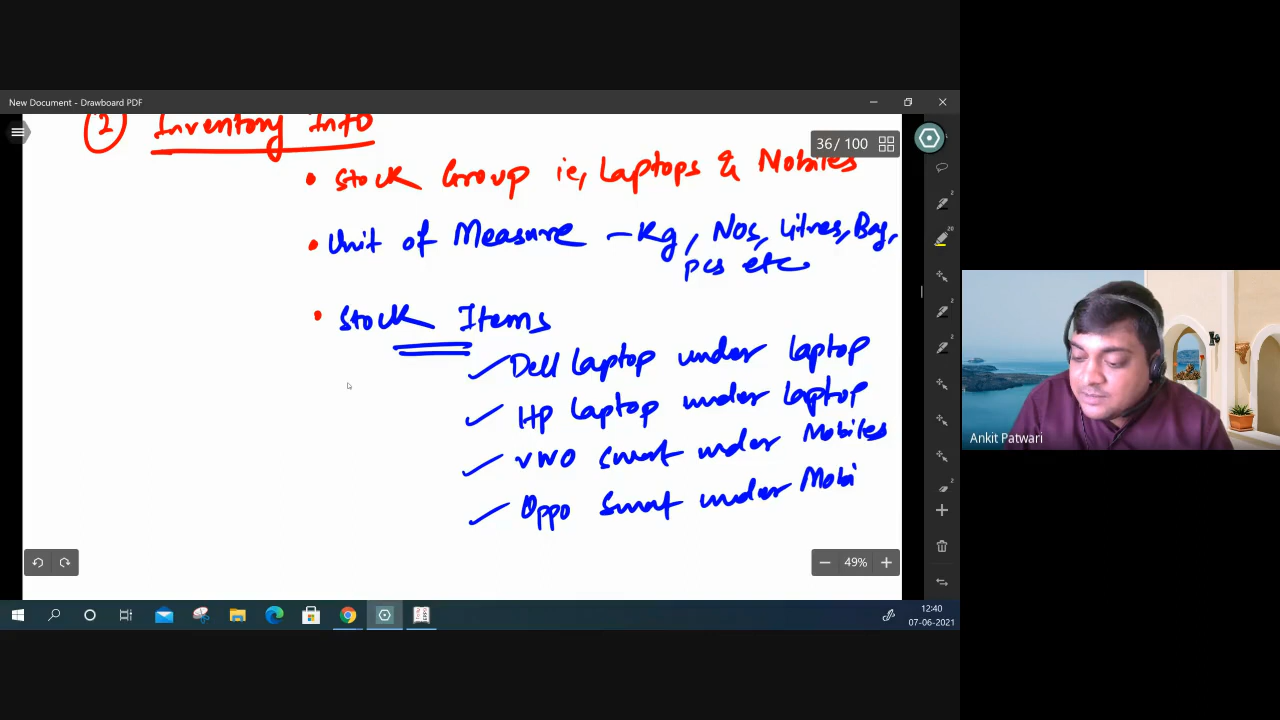 New Document - Drawboard PDF
② Inventory Info
36 / 100
• Stock Group ie, Laptops & Mobiles
• Unit of Measure - Kg, Nos, Litres, Bag,
pcs etc
• Stock Items
✓ Dell laptop under laptop
✓ HP laptop under laptop
✓ VIVO Smart under Mobiles
✓ Oppo Smart under Mobi
Ankit Patwari
49%
12:40
07-06-2021